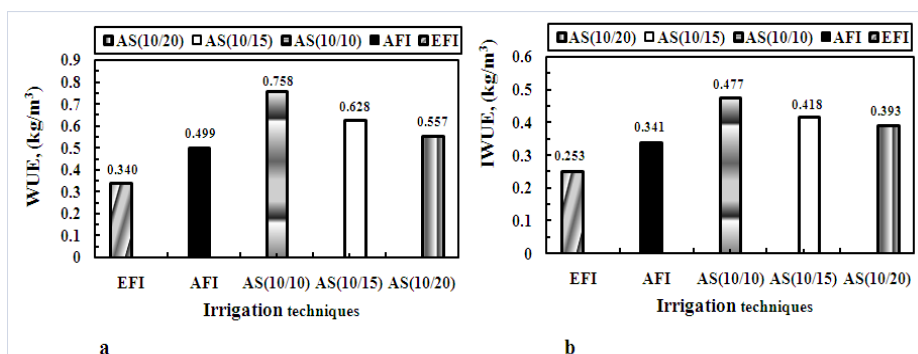 AS(10/20) AS(10/15) AS(10/10) AFI EFI
WUE, (kg/m³)
0.9
0.8
0.7
0.6
0.5
0.4
0.3
0.2
0.1
0
0.340
0.499
0.758
0.628
0.557
EFI AFI AS(10/10) AS(10/15) AS(10/20)
Irrigation techniques
a
AS(10/20) AS(10/15) AS(10/10) AFI EFI
IWUE, (kg/m³)
0.6
0.5
0.4
0.3
0.2
0.1
0
0.253
0.341
0.477
0.418
0.393
EFI AFI AS(10/10) AS(10/15) AS(10/20)
Irrigation techniques
b